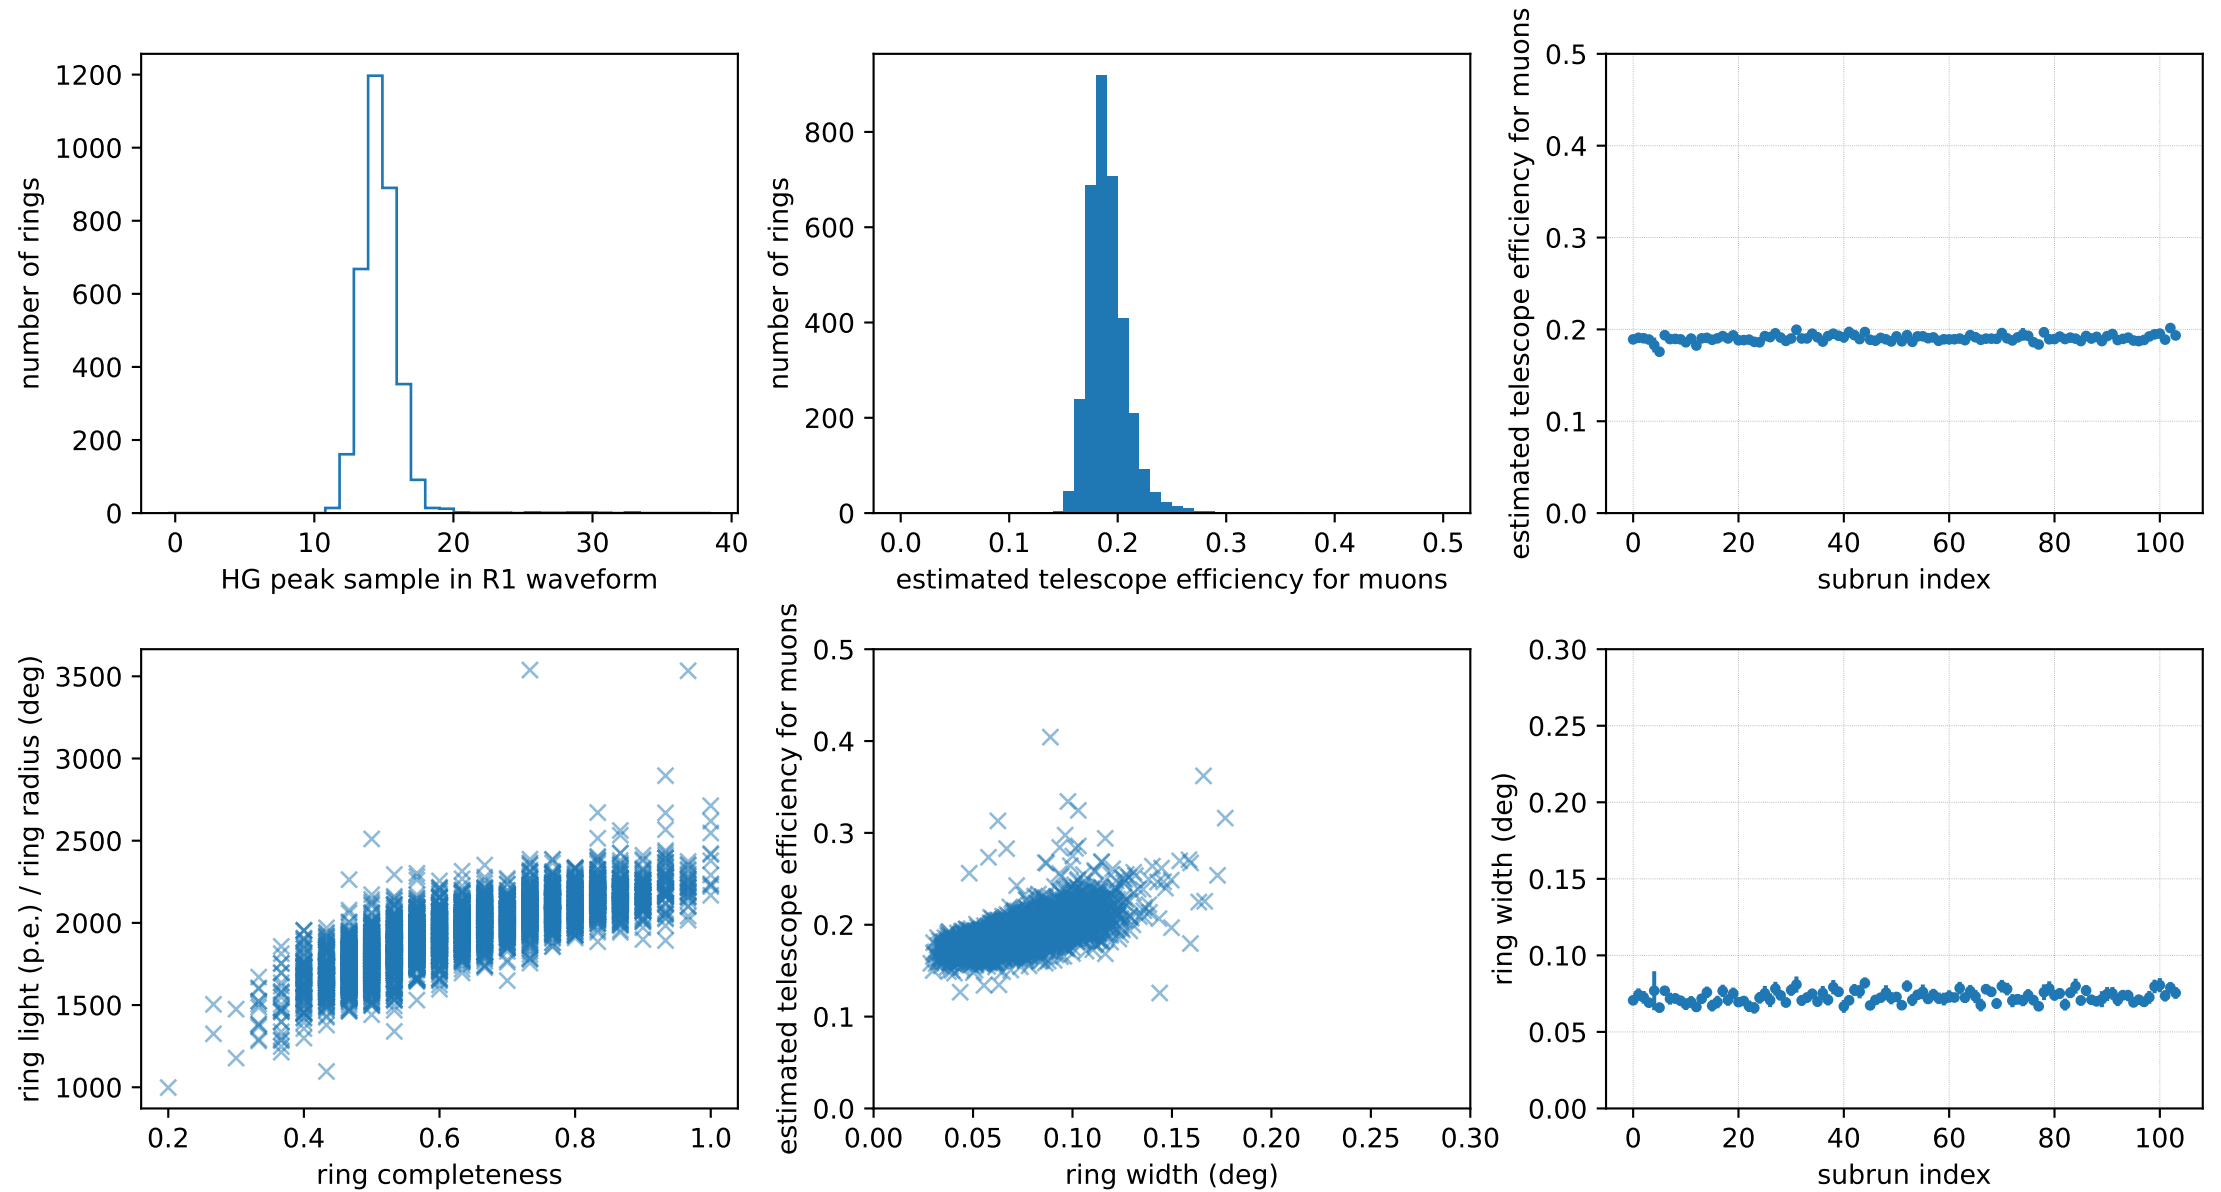 1200
1000
800
600
400
200
0
number of rings
0 10 20 30 40
HG peak sample in R1 waveform
800
600
400
200
0
number of rings
0.0 0.1 0.2 0.3 0.4 0.5
estimated telescope efficiency for muons
0.5
0.4
0.3
0.2
0.1
0.0
estimated telescope efficiency for muons
0 20 40 60 80 100
subrun index
3500
3000
2500
2000
1500
1000
ring light (p.e.) / ring radius (deg)
0.2 0.4 0.6 0.8 1.0
ring completeness
0.5
0.4
0.3
0.2
0.1
0.0
estimated telescope efficiency for muons
0.00 0.05 0.10 0.15 0.20 0.25 0.30
ring width (deg)
0.30
0.25
0.20
0.15
0.10
0.05
0.00
ring width (deg)
0 20 40 60 80 100
subrun index